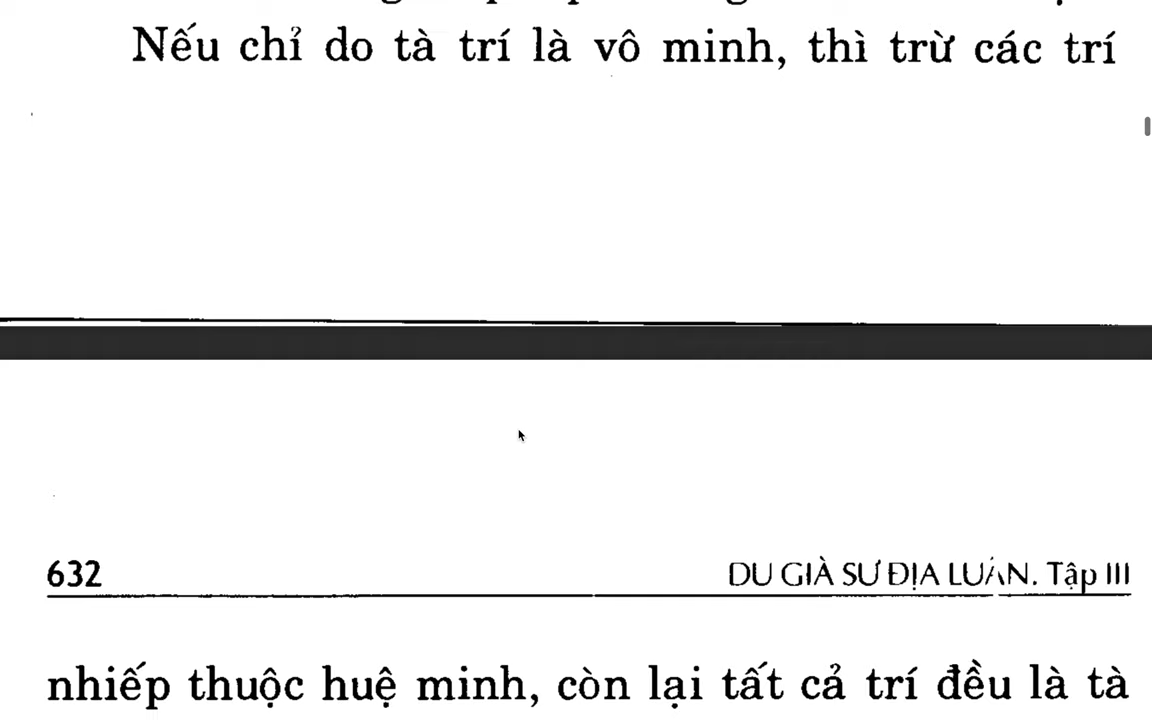 Nếu chỉ do tà trí là vô minh, thì trừ các trí
632 DU GIÀ SƯ ĐỊA LUẬN. Tập III
nhiếp thuộc huệ minh, còn lại tất cả trí đều là tà